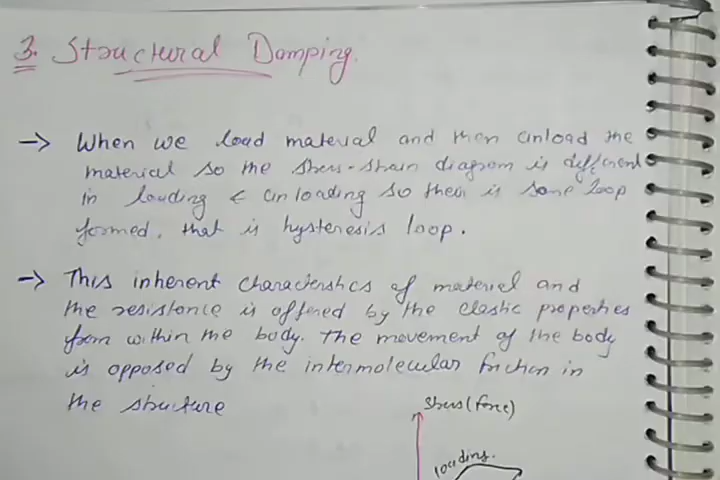 3. Structural Damping.
→ When we load material and then unload the
material so the stress-strain diagram is different
in loading & unloading so their is some loop
formed, that is hysteresis loop.
→ This inherent characterstics of materiel and
the resistance is offered by the elastic properties
from within the body. The movement of the body
is opposed by the intermolecular friction in
the structure
stress (force)
loading.